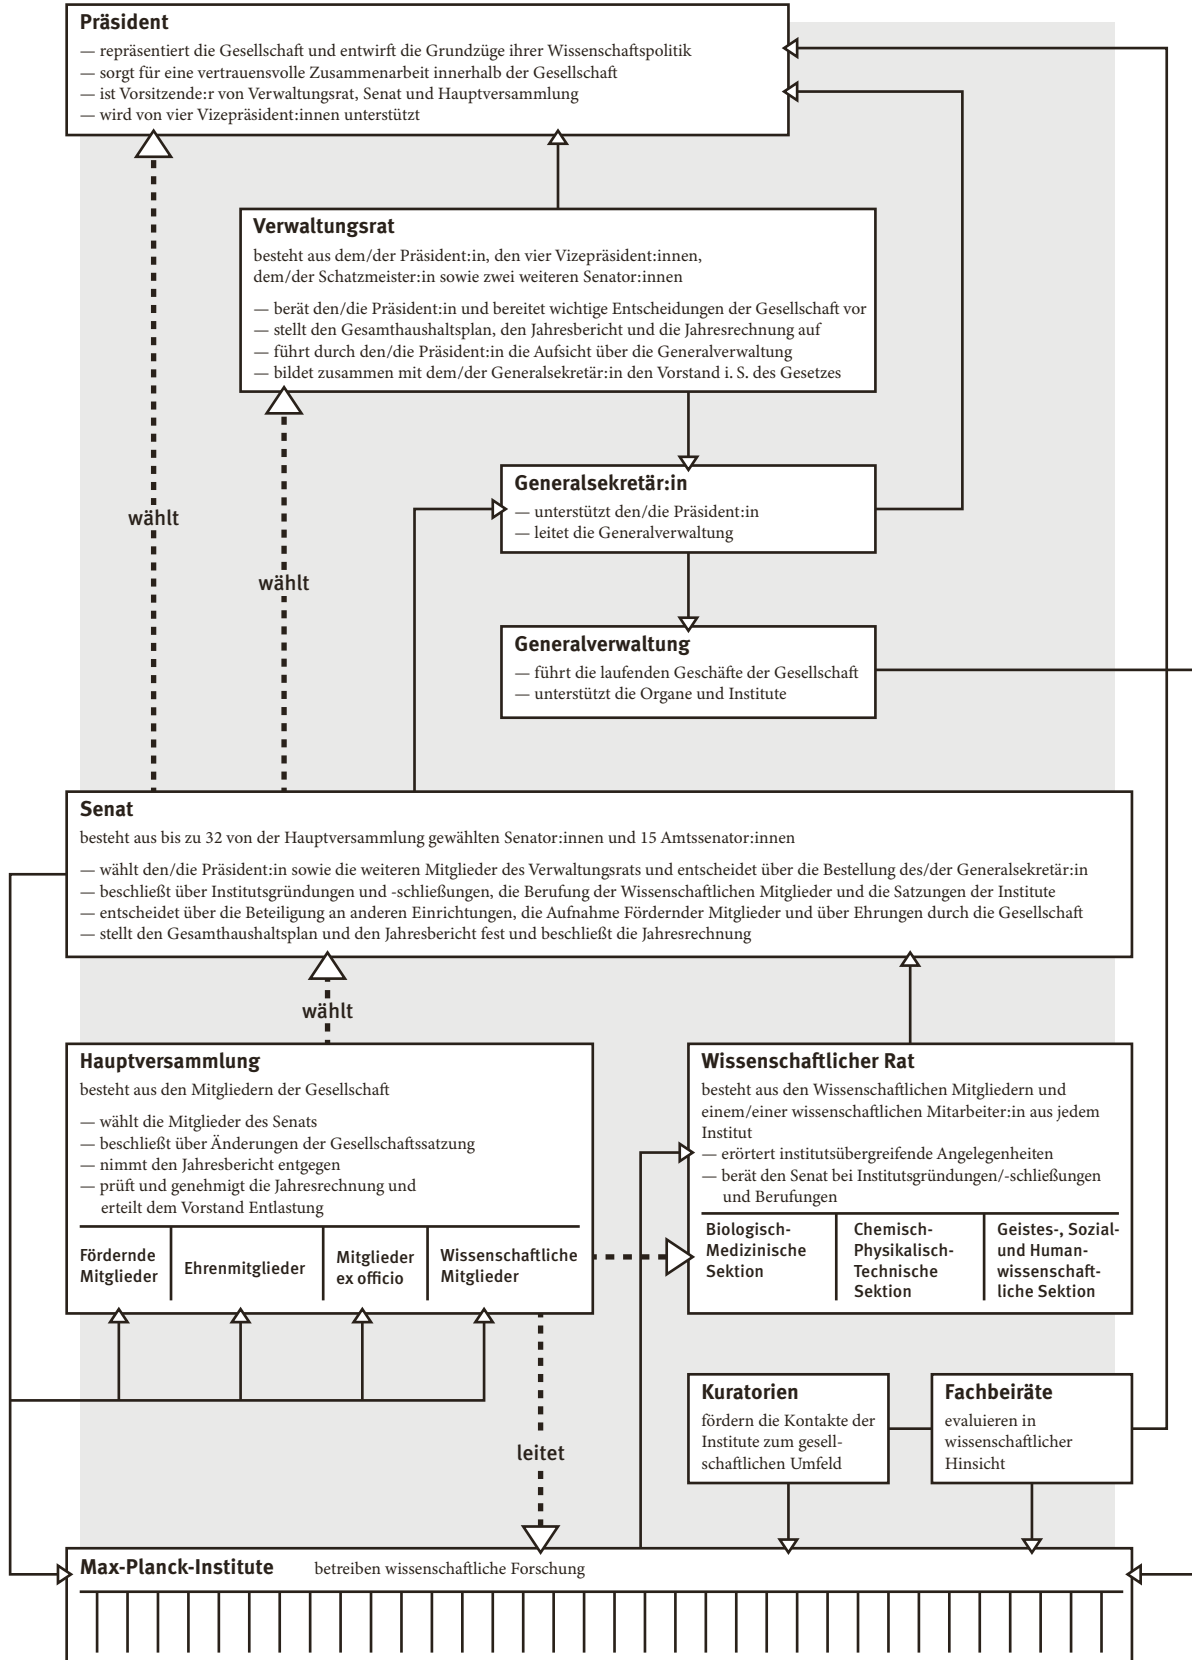 Präsident
— repräsentiert die Gesellschaft und entwirft die Grundzüge ihrer Wissenschaftspolitik
— sorgt für eine vertrauensvolle Zusammenarbeit innerhalb der Gesellschaft
— ist Vorsitzende:r von Verwaltungsrat, Senat und Hauptversammlung
— wird von vier Vizepräsident:innen unterstützt
Verwaltungsrat
besteht aus dem/der Präsident:in, den vier Vizepräsident:innen,
dem/der Schatzmeister:in sowie zwei weiteren Senator:innen
— berät den/die Präsident:in und bereitet wichtige Entscheidungen der Gesellschaft vor
— stellt den Gesamthaushaltsplan, den Jahresbericht und die Jahresrechnung auf
— führt durch den/die Präsident:in die Aufsicht über die Generalverwaltung
— bildet zusammen mit dem/der Generalsekretär:in den Vorstand i. S. des Gesetzes
Generalsekretär:in
— unterstützt den/die Präsident:in
— leitet die Generalverwaltung
wählt
wählt
Generalverwaltung
— führt die laufenden Geschäfte der Gesellschaft
— unterstützt die Organe und Institute
Senat
besteht aus bis zu 32 von der Hauptversammlung gewählten Senator:innen und 15 Amtssenator:innen
— wählt den/die Präsident:in sowie die weiteren Mitglieder des Verwaltungsrats und entscheidet über die Bestellung des/der Generalsekretär:in
— beschließt über Institutsgründungen und -schließungen, die Berufung der Wissenschaftlichen Mitglieder und die Satzungen der Institute
— entscheidet über die Beteiligung an anderen Einrichtungen, die Aufnahme Fördernder Mitglieder und über Ehrungen durch die Gesellschaft
— stellt den Gesamthaushaltsplan und den Jahresbericht fest und beschließt die Jahresrechnung
wählt
Hauptversammlung
besteht aus den Mitgliedern der Gesellschaft
— wählt die Mitglieder des Senats
— beschließt über Änderungen der Gesellschaftssatzung
— nimmt den Jahresbericht entgegen
— prüft und genehmigt die Jahresrechnung und
erteilt dem Vorstand Entlastung
Fördernde
Mitglieder
Ehrenmitglieder
Mitglieder
ex officio
Wissenschaftliche
Mitglieder
Wissenschaftlicher Rat
besteht aus den Wissenschaftlichen Mitgliedern und
einem/einer wissenschaftlichen Mitarbeiter:in aus jedem
Institut
— erörtert institutsübergreifende Angelegenheiten
— berät den Senat bei Institutsgründungen/-schließungen
und Berufungen
Biologisch-
Medizinische
Sektion
Chemisch-
Physikalisch-
Technische
Sektion
Geistes-, Sozial-
und Human-
wissenschaft-
liche Sektion
Kuratorien
fördern die Kontakte der
Institute zum gesell-
schaftlichen Umfeld
Fachbeiräte
evaluieren in
wissenschaftlicher
Hinsicht
leitet
Max-Planck-Institute betreiben wissenschaftliche Forschung